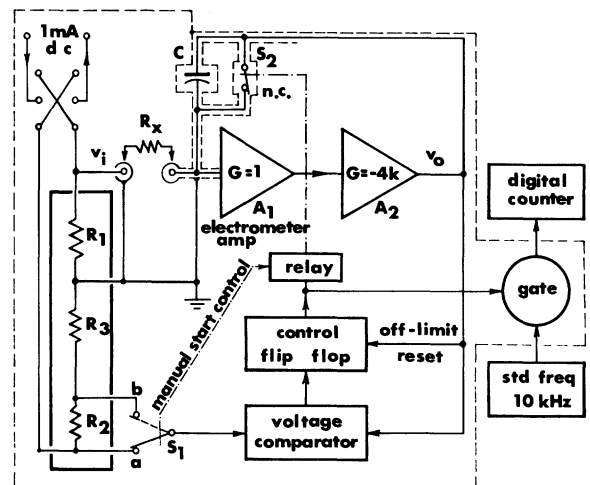 1mA
d c
C
S2
n.c.
Rx
vi
G=1
A1
electrometer
amp
G=-4k
A2
vo
digital
counter
R1
relay
gate
manual start control
R3
control
flip flop
off-limit
reset
std freq
10 kHz
b
R2
a
S1
voltage
comparator